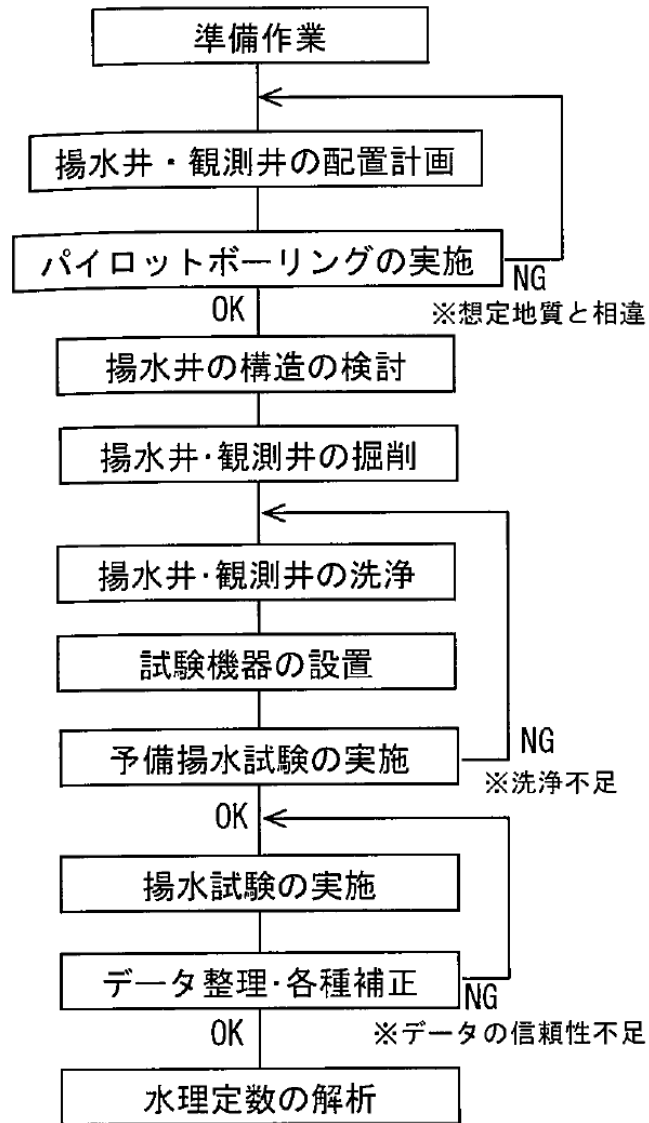 準備作業
揚水井・観測井の配置計画
パイロットボーリングの実施
NG
OK
※想定地質と相違
揚水井の構造の検討
揚水井・観測井の掘削
揚水井・観測井の洗浄
試験機器の設置
予備揚水試験の実施
NG
※洗浄不足
OK
揚水試験の実施
データ整理・各種補正
NG
OK
※データの信頼性不足
水理定数の解析